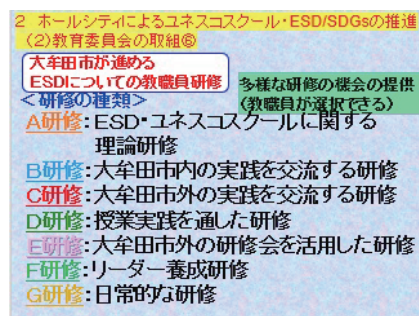 2 ホールシティによるユネスコスクール・ESD/SDGsの推進
(2)教育委員会の取組⑥
大牟田市が進める
ESDについての教職員研修
多様な研修の機会の提供
(教職員が選択できる)
＜研修の種類＞
A研修:ESD・ユネスコスクールに関する
理論研修
B研修:大牟田市内の実践を交流する研修
C研修:大牟田市外の実践を交流する研修
D研修:授業実践を通した研修
E研修:大牟田市外の研修会を活用した研修
F研修:リーダー養成研修
G研修:日常的な研修